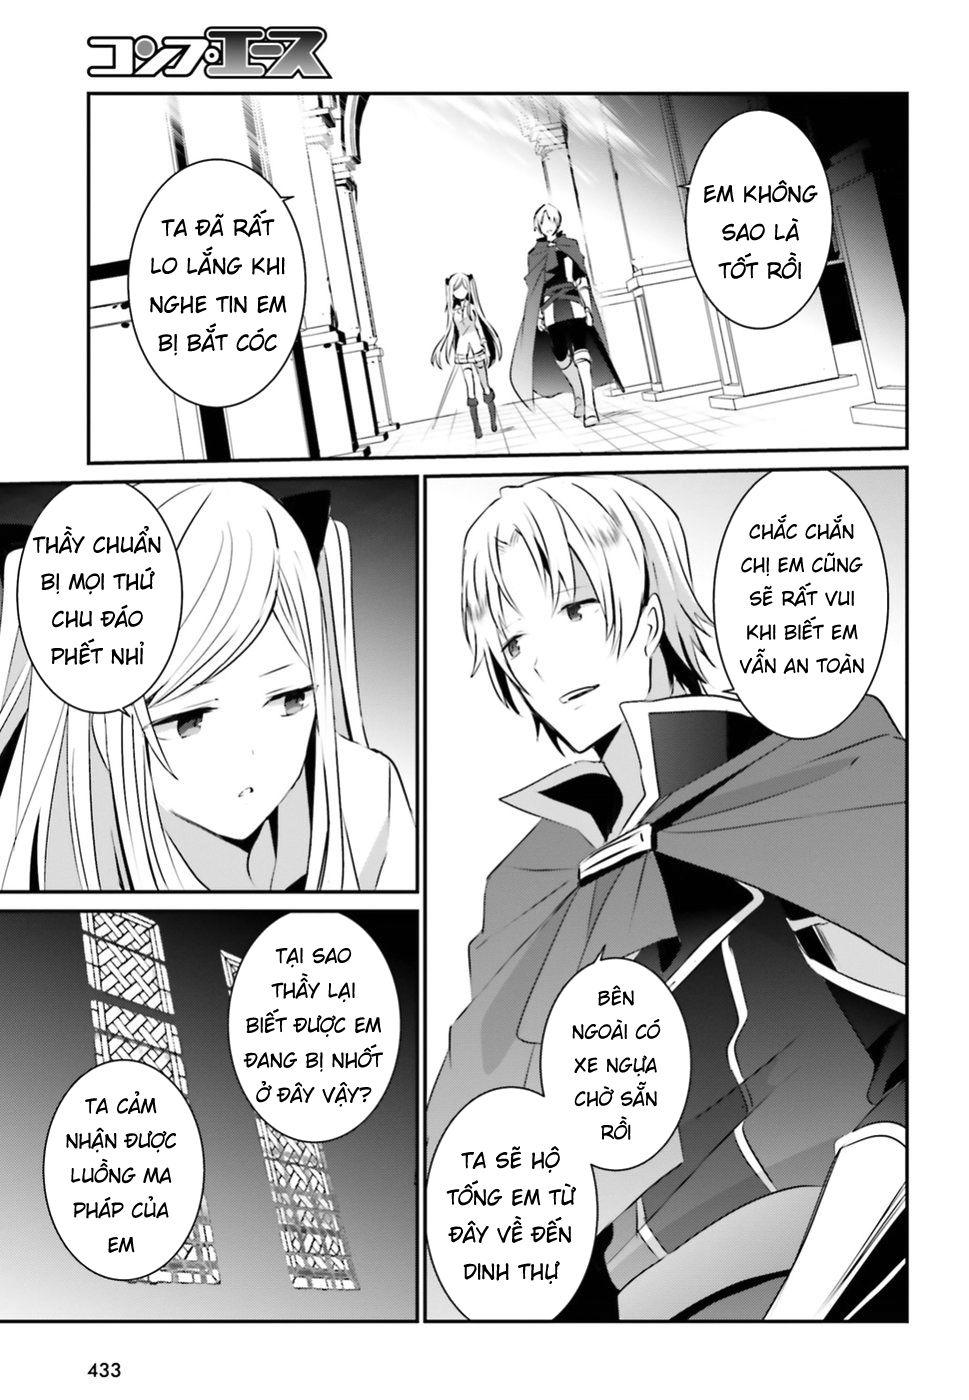 コンプ・エース
EM KHÔNG
SAO LÀ
TỐT RỒI
TA ĐÃ RẤT
LO LẮNG KHI
NGHE TIN EM
BỊ BẮT CÓC
CHẮC CHẮN
CHỊ EM CŨNG
SẼ RẤT VUI
KHI BIẾT EM
VẪN AN TOÀN
BÊN
NGOÀI CÓ
XE NGỰA
CHỜ SẴN
RỒI
TA SẼ HỘ
TỐNG EM TỪ
ĐÂY VỀ ĐẾN
DINH THỰ
THẦY CHUẨN
BỊ MỌI THỨ
CHU ĐÁO
PHẾT NHỈ
TẠI SAO
THẦY LẠI
BIẾT ĐƯỢC EM
ĐANG BỊ NHỐT
Ở ĐÂY VẬY?
TA CẢM
NHẬN ĐƯỢC
LUỒNG MA
PHÁP CỦA
EM
433